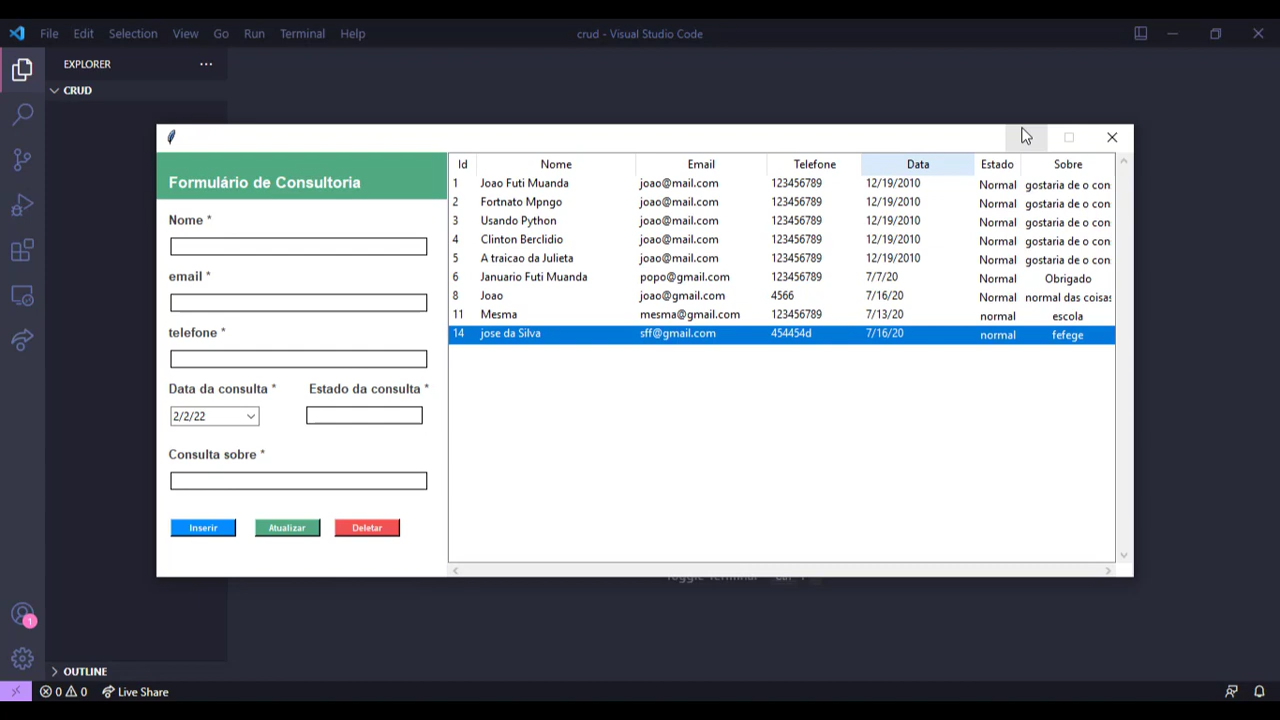 File Edit Selection View Go Run Terminal Help crud - Visual Studio Code
EXPLORER ...
CRUD
Formulário de Consultoria
Nome *
email *
telefone *
Data da consulta * Estado da consulta *
2/2/22
Consulta sobre *
Inserir Atualizar Deletar
Id Nome Email Telefone Data Estado Sobre
1 Joao Futi Muanda joao@mail.com 123456789 12/19/2010 Normal gostaria de o con
2 Fortnato Mpngo joao@mail.com 123456789 12/19/2010 Normal gostaria de o con
3 Usando Python joao@mail.com 123456789 12/19/2010 Normal gostaria de o con
4 Clinton Berclidio joao@mail.com 123456789 12/19/2010 Normal gostaria de o con
5 A traicao da Julieta joao@mail.com 123456789 12/19/2010 Normal gostaria de o con
6 Januario Futi Muanda popo@gmail.com 123456789 7/7/20 Normal Obrigado
8 Joao joao@gmail.com 4566 7/16/20 Normal normal das coisas
11 Mesma mesma@gmail.com 123456789 7/13/20 normal escola
14 jose da Silva sff@gmail.com 454454d 7/16/20 normal fefege
1
OUTLINE
0 0 Live Share